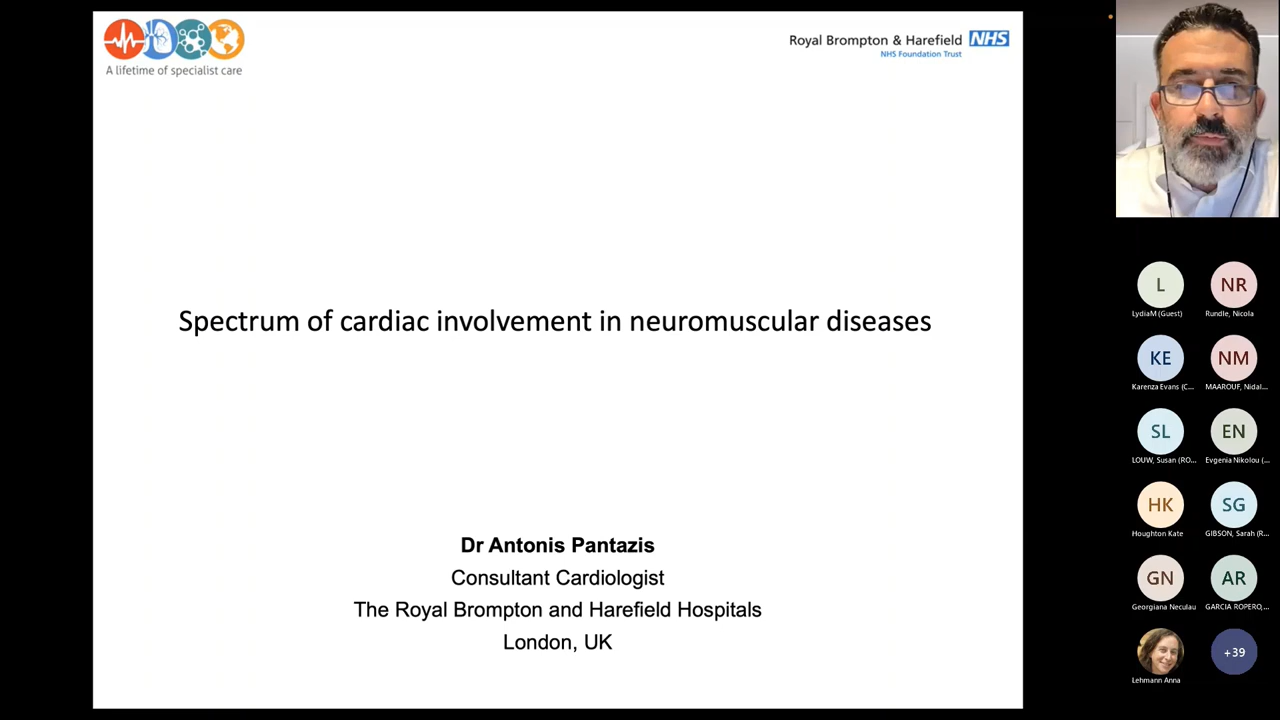 A lifetime of specialist care
Royal Brompton & Harefield NHS
NHS Foundation Trust
Spectrum of cardiac involvement in neuromuscular diseases
Dr Antonis Pantazis
Consultant Cardiologist
The Royal Brompton and Harefield Hospitals
London, UK
L
NR
LydiaM (Guest)
Rundle, Nicola
KE
NM
Karenza Evans (C...
MAAROUF, Nidal...
SL
EN
LOUW, Susan (RO...
Evgenia Nikolou (...
HK
SG
Houghton Kate
GIBSON, Sarah (R...
GN
AR
Georgiana Neculau
GARCIA ROPERO,...
+39
Lehmann Anna